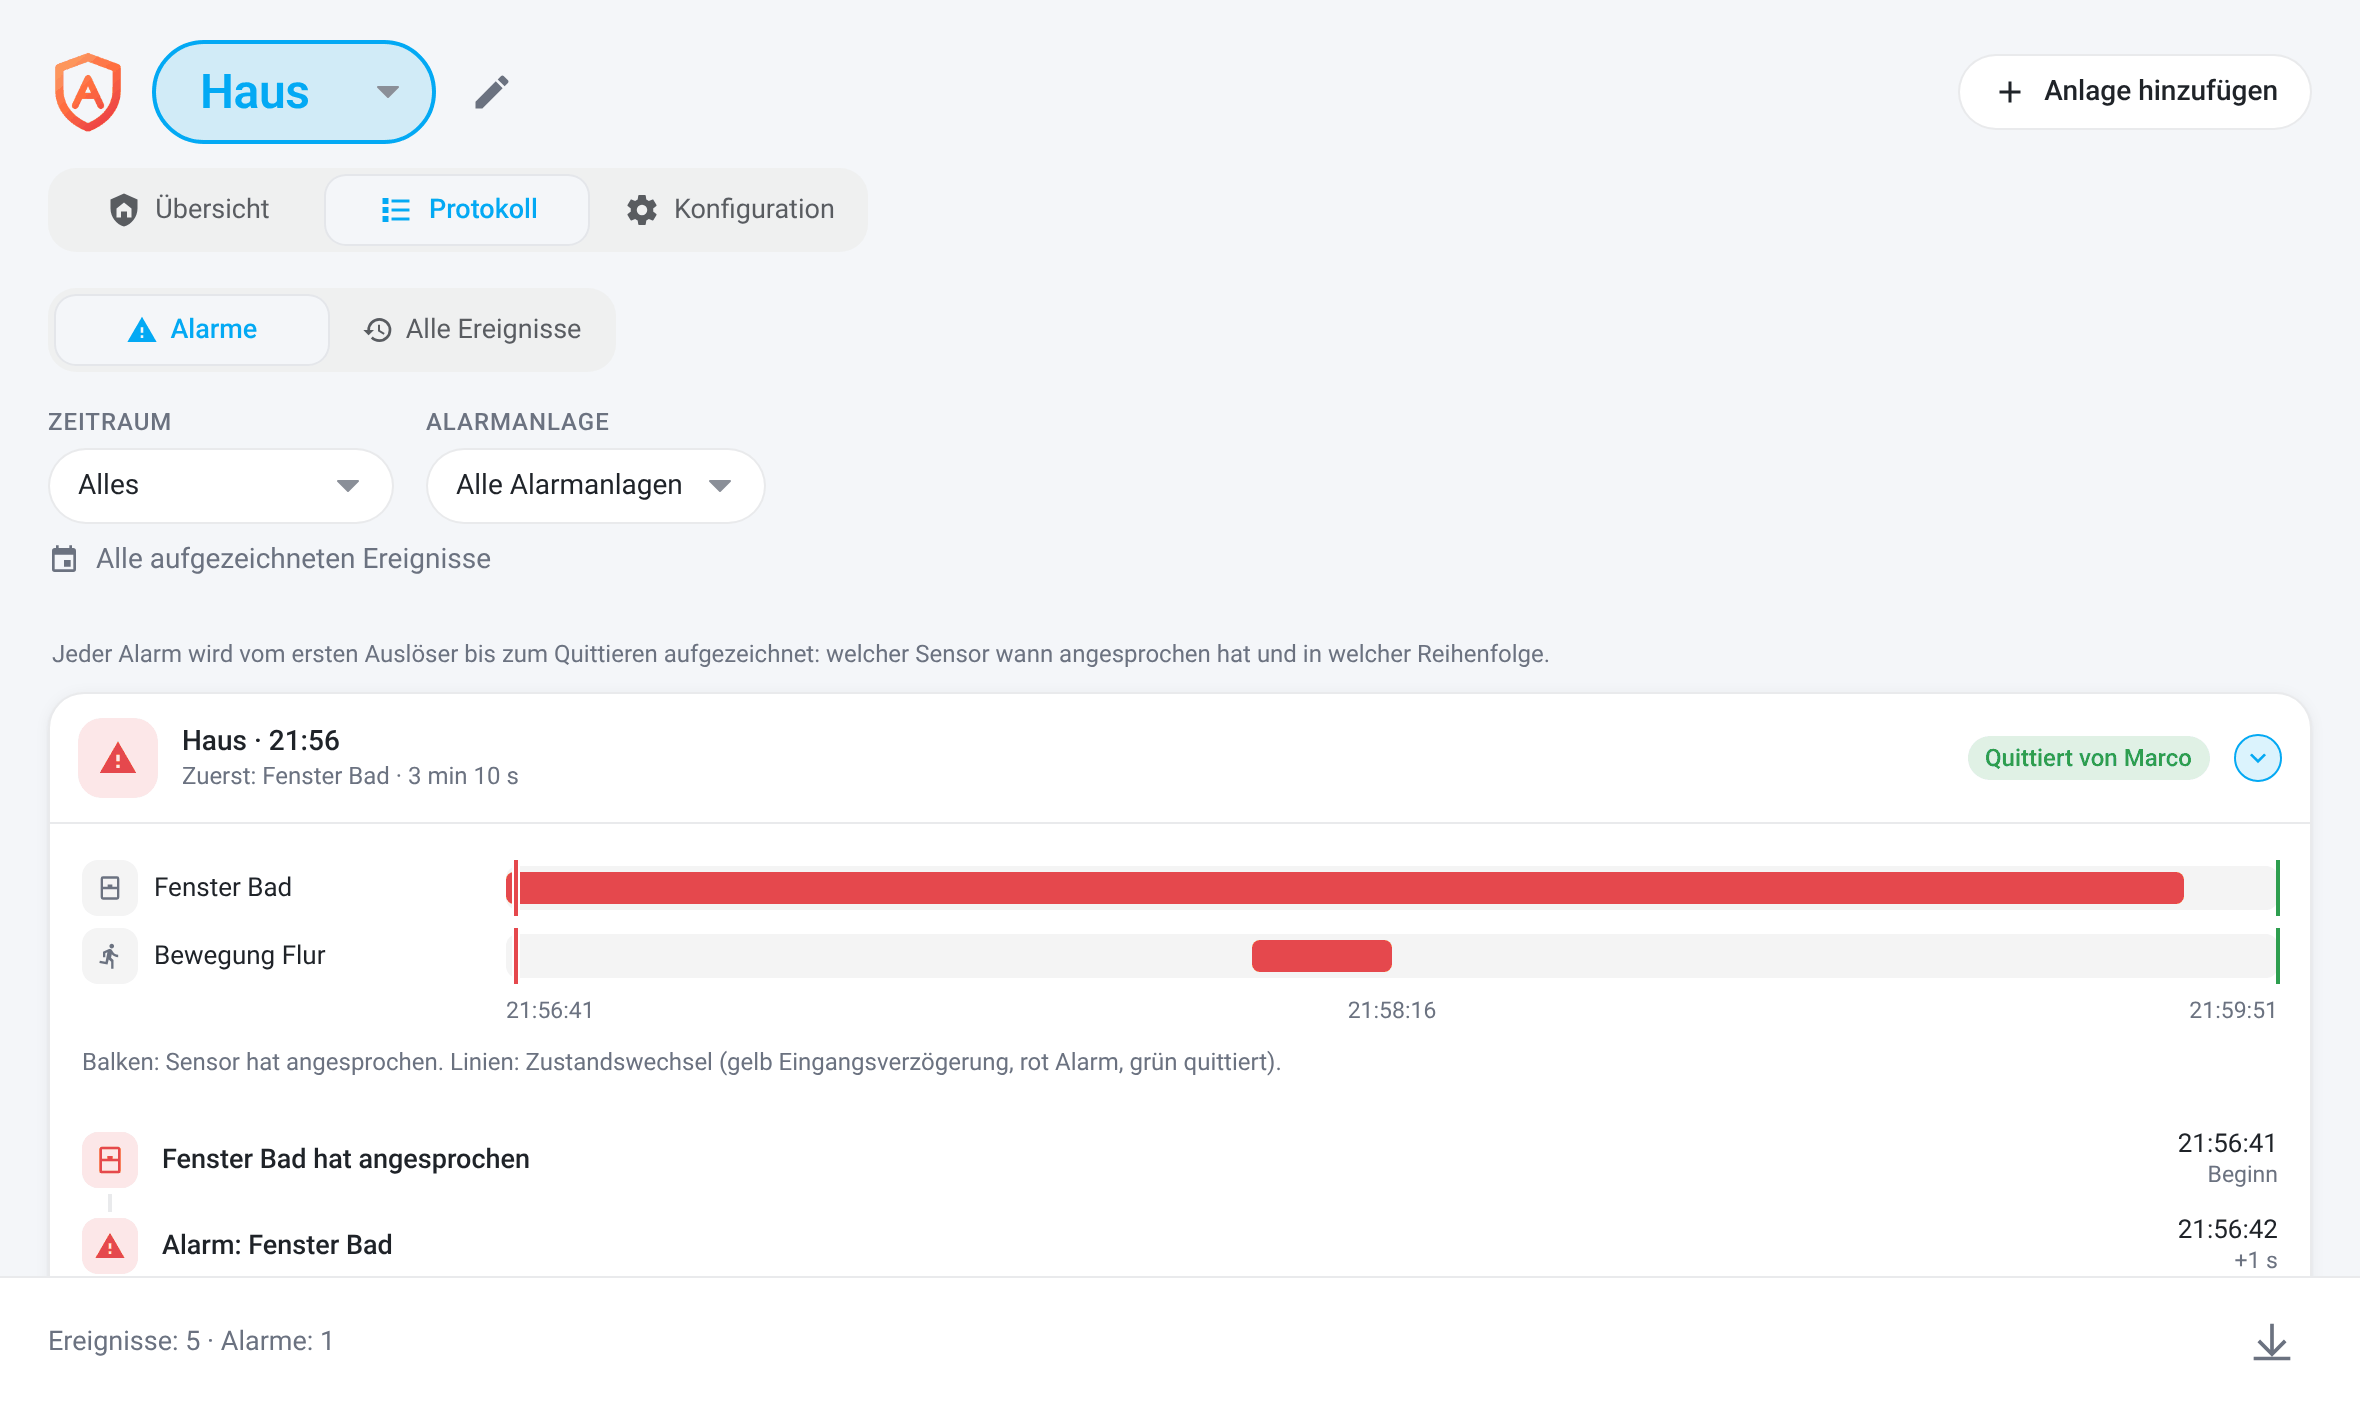 Haus
Anlage hinzufügen
Übersicht
Protokoll
Konfiguration
Alarme
Alle Ereignisse
ZEITRAUM
ALARMANLAGE
Alles
Alle Alarmanlagen
Alle aufgezeichneten Ereignisse
Jeder Alarm wird vom ersten Auslöser bis zum Quittieren aufgezeichnet: welcher Sensor wann angesprochen hat und in welcher Reihenfolge.
Haus · 21:56
Zuerst: Fenster Bad · 3 min 10 s
Quittiert von Marco
Fenster Bad
Bewegung Flur
21:56:41
21:58:16
21:59:51
Balken: Sensor hat angesprochen. Linien: Zustandswechsel (gelb Eingangsverzögerung, rot Alarm, grün quittiert).
Fenster Bad hat angesprochen
21:56:41
Beginn
Alarm: Fenster Bad
21:56:42
+1 s
Ereignisse: 5 · Alarme: 1